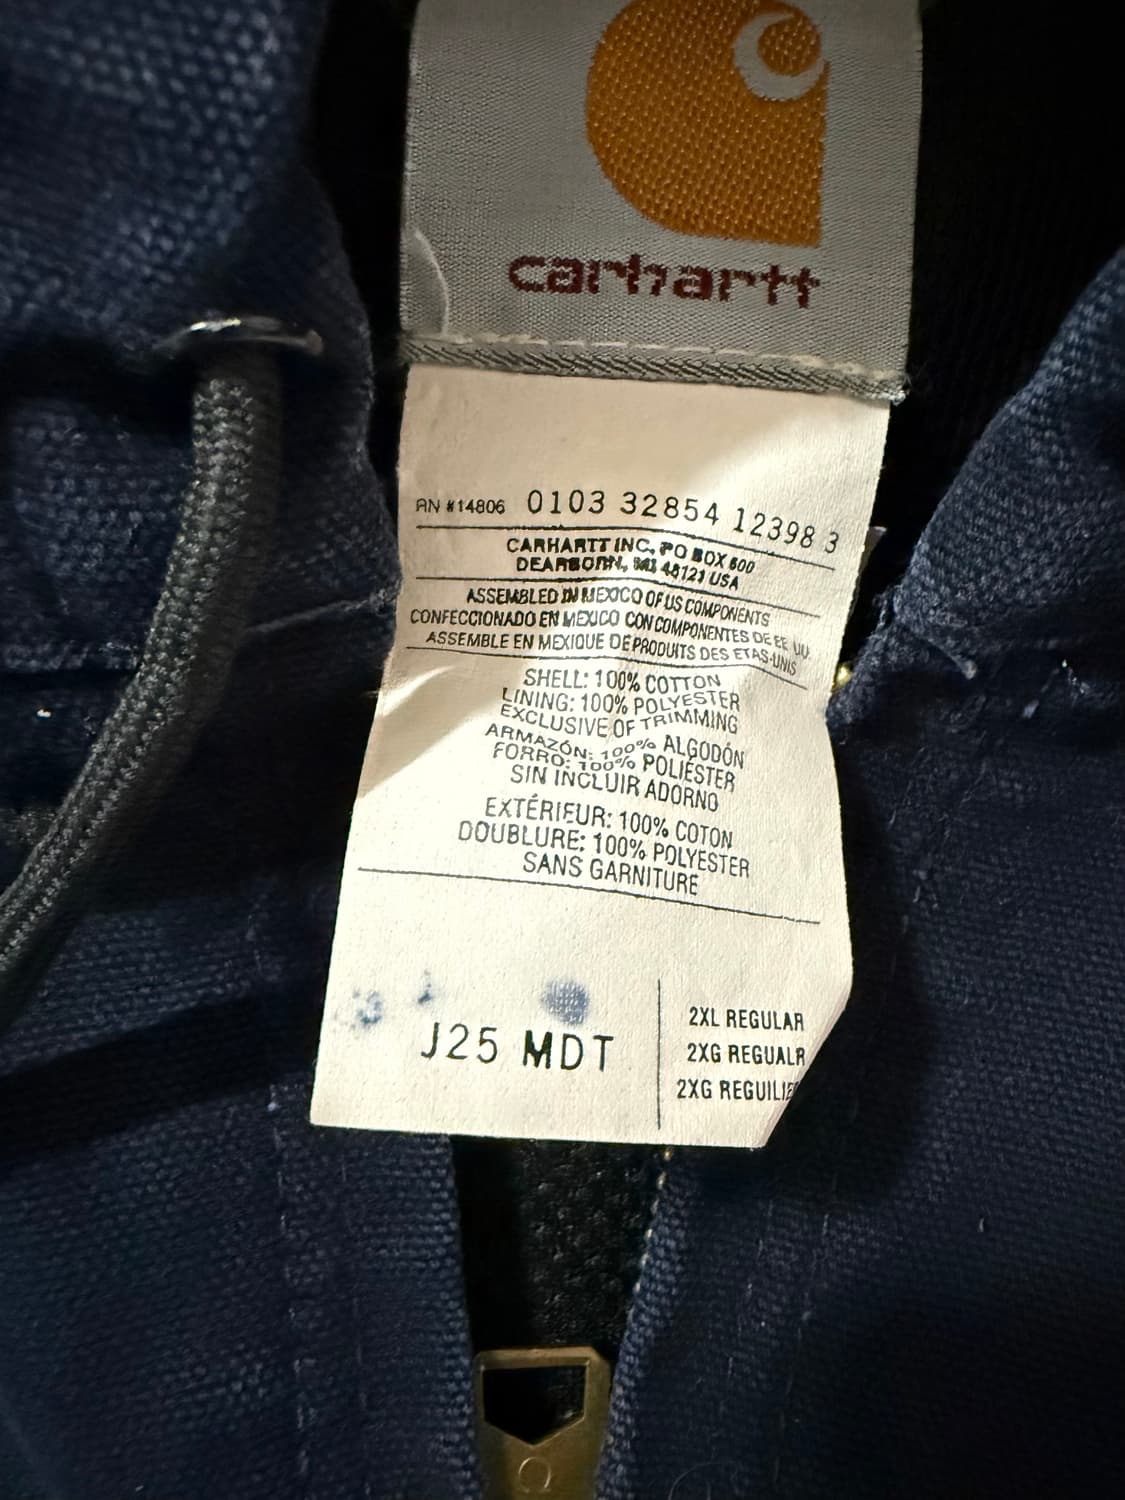 carhartt
RN #14806 0103 32854 12398 3
CARHARTT INC, PO BOX 600
DEARBORN, MI 48121 USA
ASSEMBLED IN MEXICO OF US COMPONENTS
CONFECCIONADO EN MEXICO CON COMPONENTES DE EE UU.
ASSEMBLE EN MEXIQUE DE PRODUITS DES ETAS-UNIS
SHELL: 100% COTTON
LINING: 100% POLYESTER
EXCLUSIVE OF TRIMMING
ARMAZÓN: 100% ALGODÓN
FORRO: 100% POLIÉSTER
SIN INCLUIR ADORNO
EXTÉRIEUR: 100% COTON
DOUBLURE: 100% POLYESTER
SANS GARNITURE
J25 MDT
2XL REGULAR
2XG REGUALR
2XG